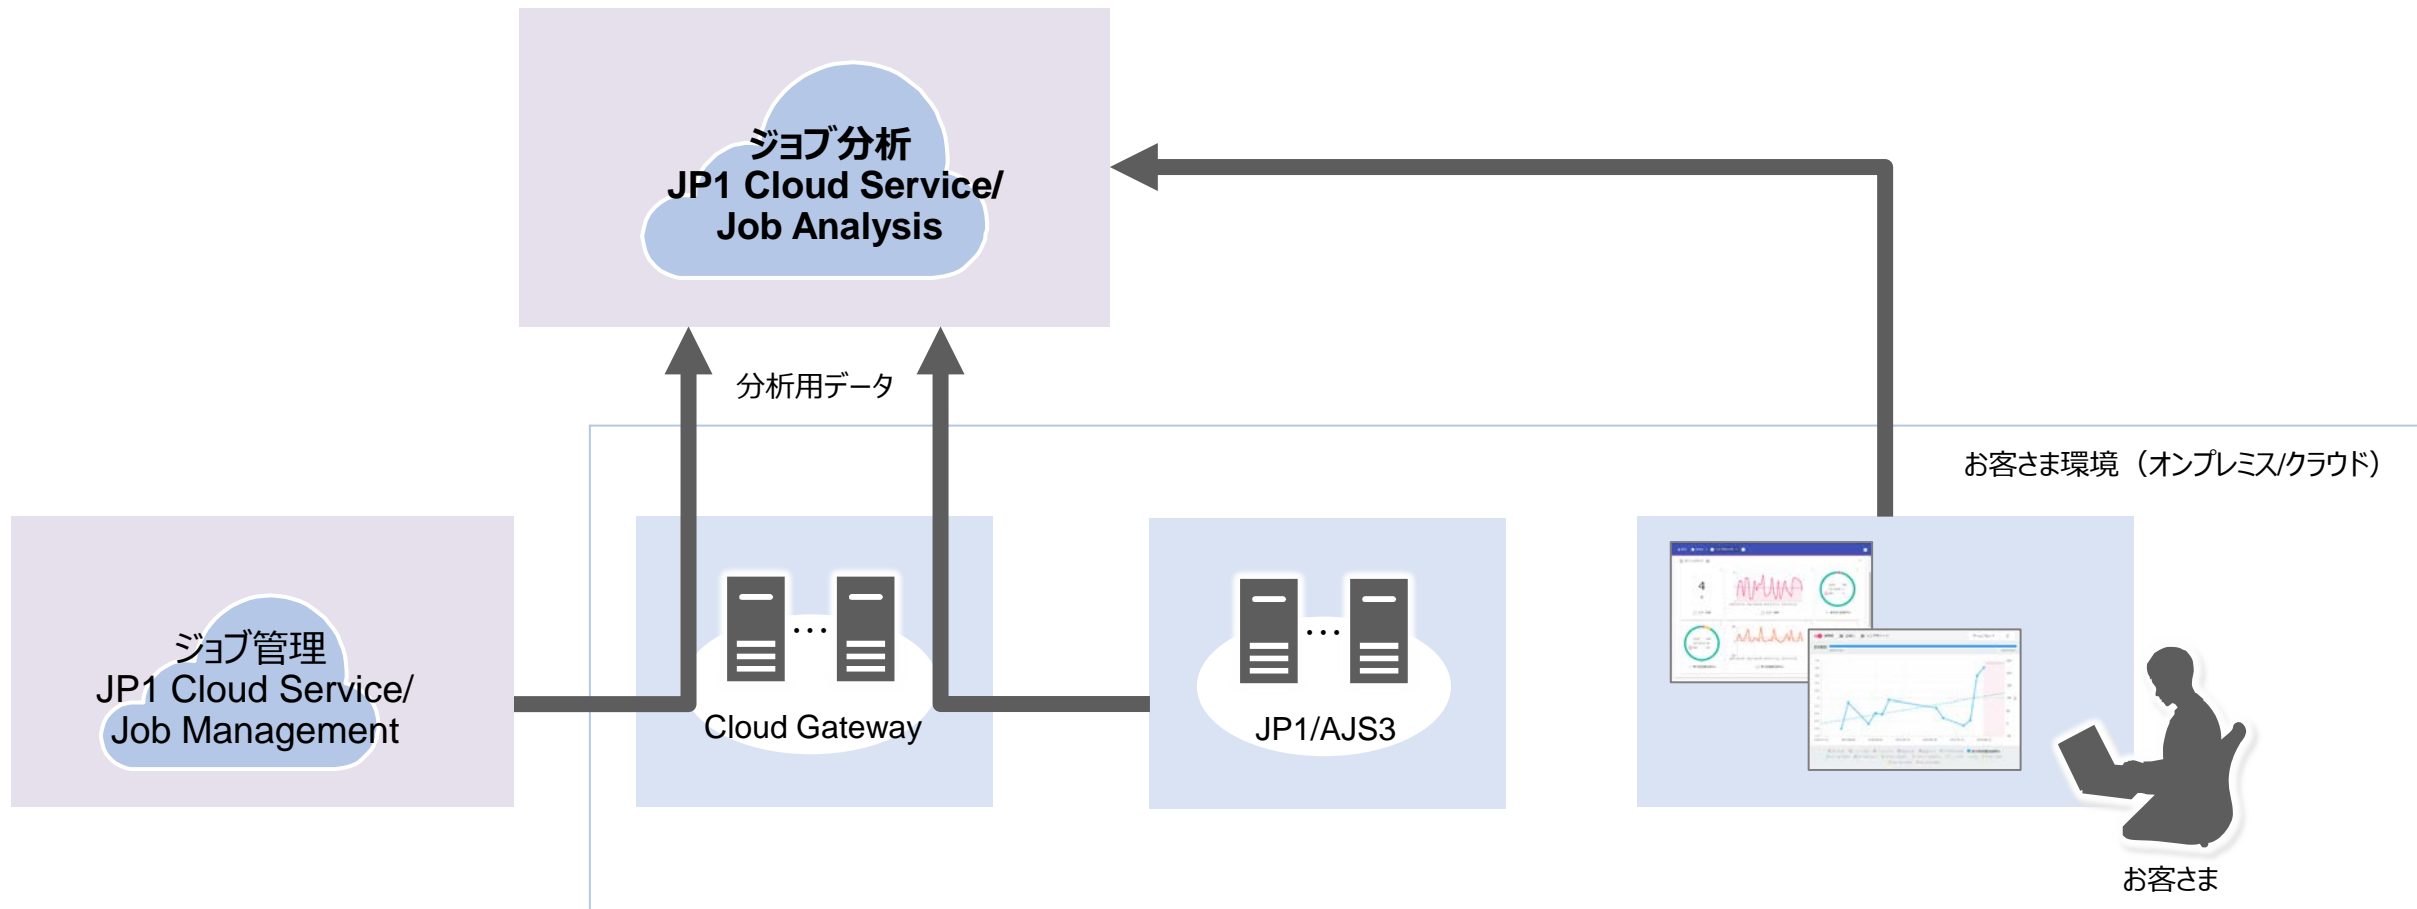 ジョブ分析
JP1 Cloud Service/
Job Analysis
分析用データ
お客さま環境（オンプレミス/クラウド）
ジョブ管理
JP1 Cloud Service/
Job Management
…
Cloud Gateway
…
JP1/AJS3
4
お客さま